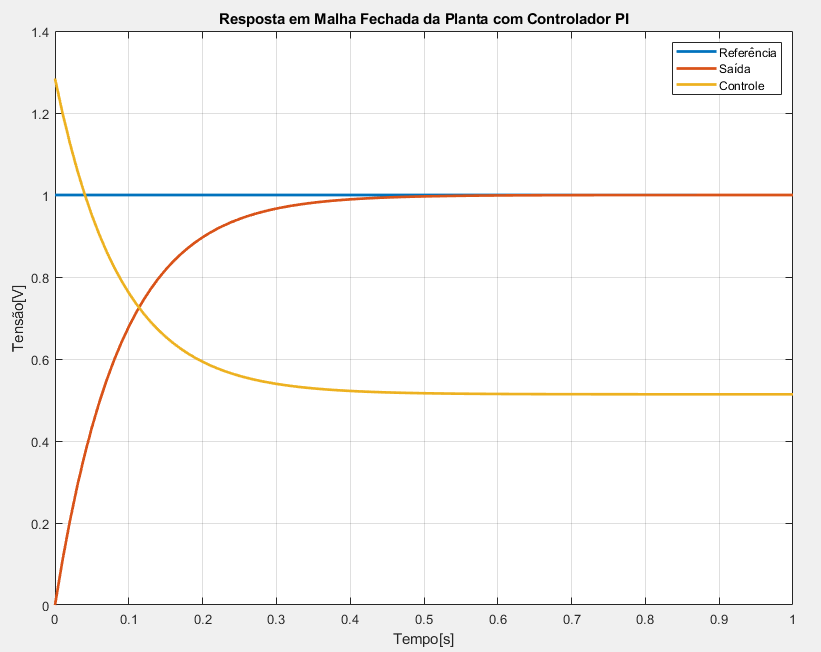 Resposta em Malha Fechada da Planta com Controlador PI
Referência
Saída
Controle
Tensão[V]
1.4
1.2
1
0.8
0.6
0.4
0.2
0
0 0.1 0.2 0.3 0.4 0.5 0.6 0.7 0.8 0.9 1
Tempo[s]